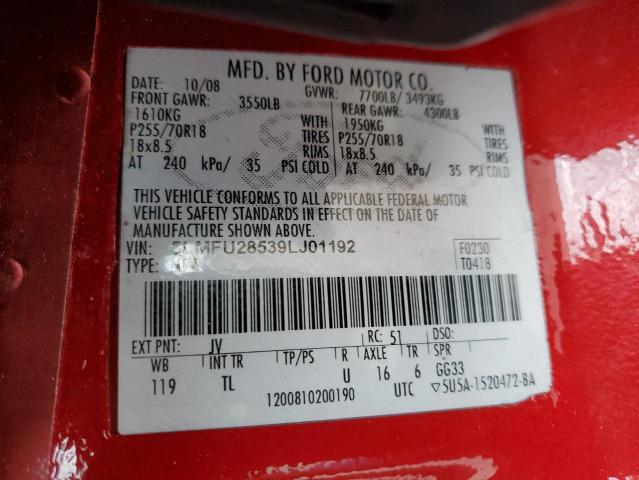 MFD. BY FORD MOTOR CO.
DATE: 10/08 GVWR: 7700LB/ 3493KG
FRONT GAWR: 3550LB REAR GAWR: 4300LB
1610KG 1950KG
P255/70R18 TIRES P255/70R18 TIRES
18x8.5 RIMS 18x8.5 RIMS
AT 240 kPa/ 35 PSI COLD AT 240 kPa/ 35 PSI COLD
THIS VEHICLE CONFORMS TO ALL APPLICABLE FEDERAL MOTOR
VEHICLE SAFETY STANDARDS IN EFFECT ON THE DATE OF
MANUFACTURE SHOWN ABOVE.
VIN: MFU28539LJ01192 F0230
TYPE: T0418
EXT PNT: JV RC: 51 DSO:
WB INT TR TP/PS R AXLE TR SPR
119 TL U 16 6 GG33
1200810200190 UTC ▽5U5A-1520472-BA